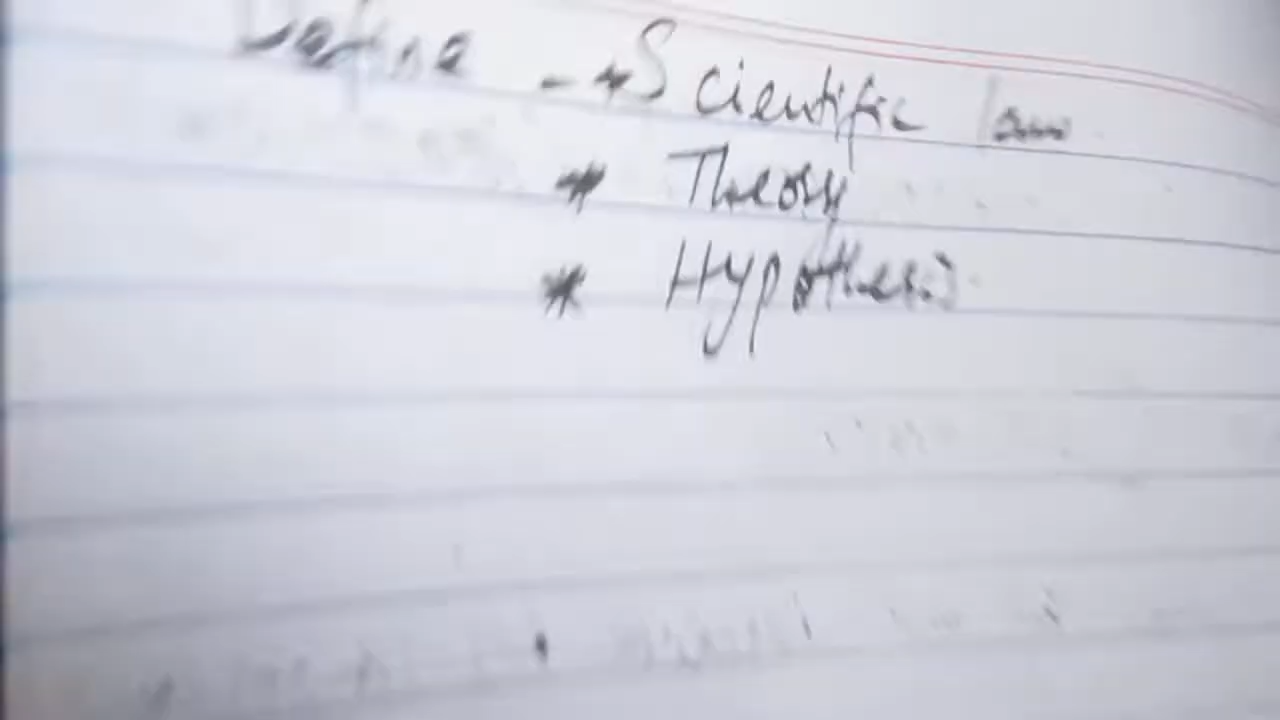 Define → Scientific law
* Theory
* Hypothesis